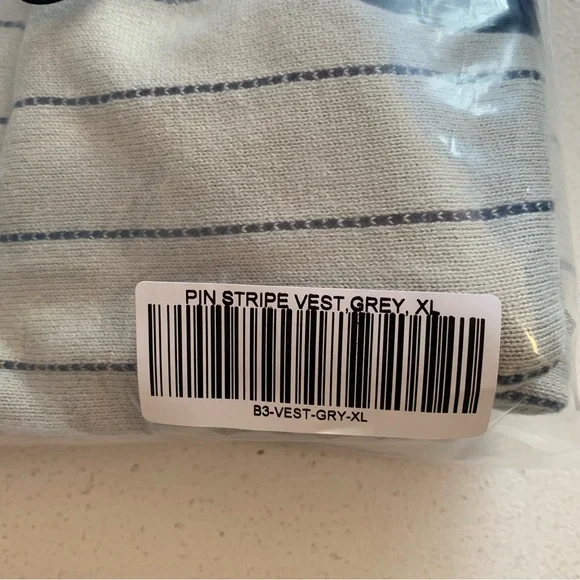 PIN STRIPE VEST,GREY, XL
B3-VEST-GRY-XL